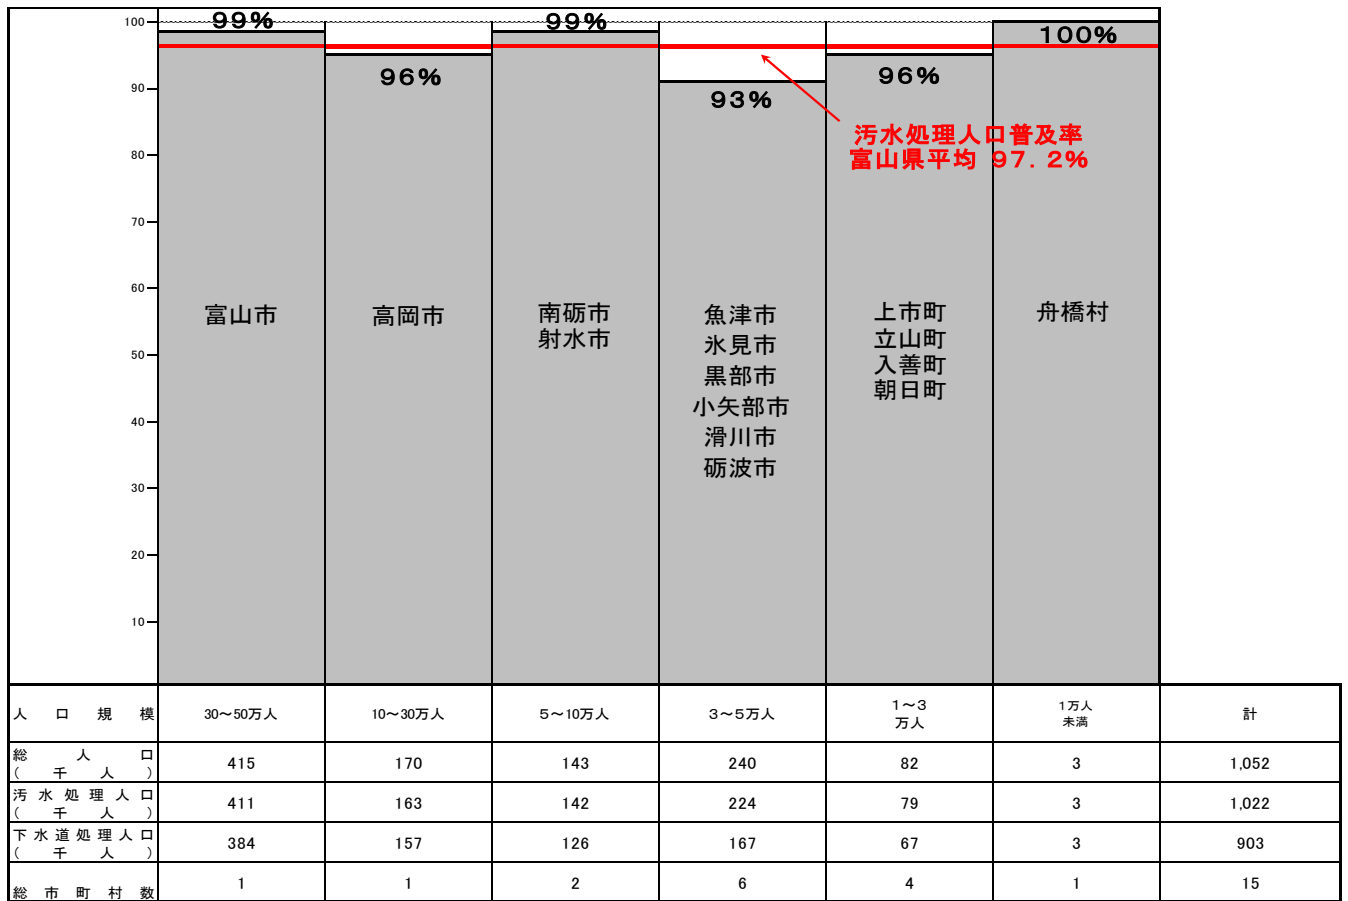 100
90
80
70
60
50
40
30
20
10
99%
96%
99%
93%
96%
100%
汚水処理人口普及率
富山県平均 97.2%
富山市
高岡市
南砺市
射水市
魚津市
氷見市
黒部市
小矢部市
滑川市
砺波市
上市町
立山町
入善町
朝日町
舟橋村
人口規模 30～50万人 10～30万人 5～10万人 3～5万人 1～3万人 1万人未満 計
総人口(千人) 415 170 143 240 82 3 1,052
汚水処理人口(千人) 411 163 142 224 79 3 1,022
下水道処理人口(千人) 384 157 126 167 67 3 903
総市町村数 1 1 2 6 4 1 15